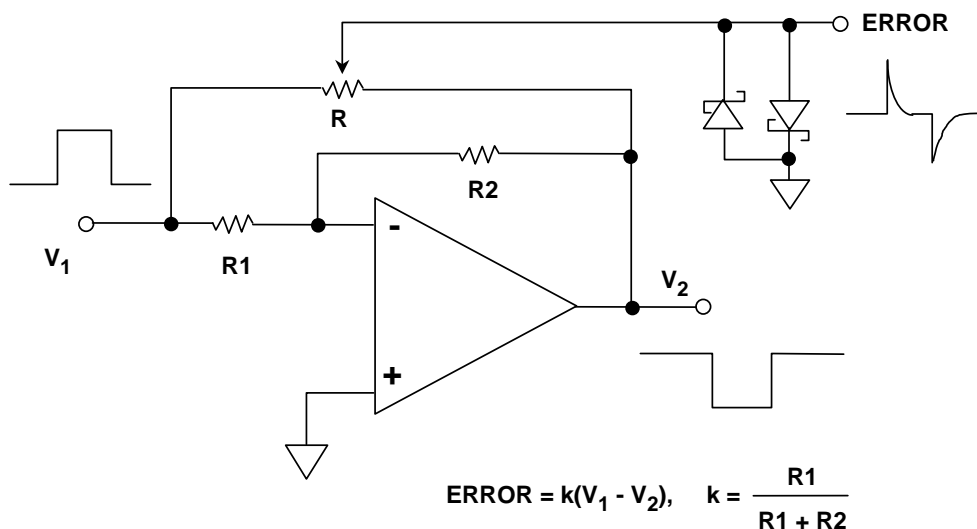 ERROR
R
R2
R1
V₁
-
+
V₂
ERROR = k(V₁ - V₂), k = R1 / R1 + R2